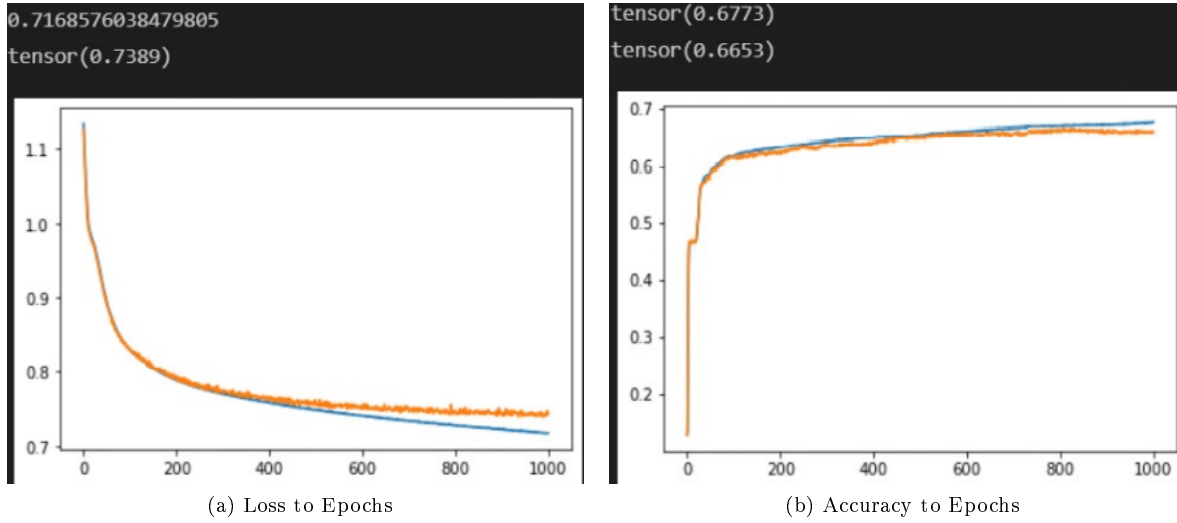 0.7168576038479805
tensor(0.7389)
1.1
1.0
0.9
0.8
0.7
0 200 400 600 800 1000
(a) Loss to Epochs
tensor(0.6773)
tensor(0.6653)
0.7
0.6
0.5
0.4
0.3
0.2
0 200 400 600 800 1000
(b) Accuracy to Epochs